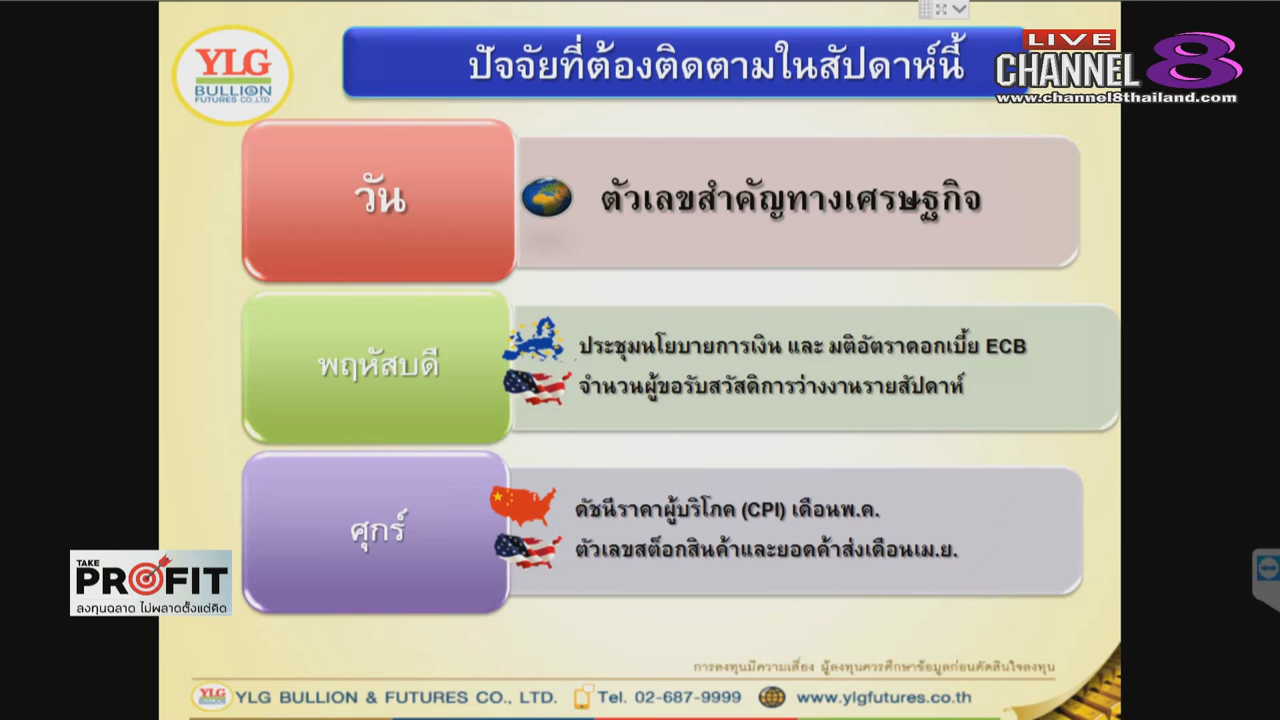 YLG
BULLION
FUTURES CO.,LTD.
ปัจจัยที่ต้องติดตามในสัปดาห์นี้
LIVE
CHANNEL 8
www.channel8thailand.com
วัน
ตัวเลขสำคัญทางเศรษฐกิจ
พฤหัสบดี
ประชุมนโยบายการเงิน และ มติอัตราดอกเบี้ย ECB
จำนวนผู้ขอรับสวัสดิการว่างงานรายสัปดาห์
ศุกร์
ดัชนีราคาผู้บริโภค (CPI) เดือนพ.ค.
ตัวเลขสต็อกสินค้าและยอดค้าส่งเดือนเม.ย.
TAKE
PROFIT
ลงทุนฉลาด ไม่พลาดตั้งแต่คิด
การลงทุนมีความเสี่ยง ผู้ลงทุนควรศึกษาข้อมูลก่อนตัดสินใจลงทุน
YLG YLG BULLION & FUTURES CO., LTD. Tel. 02-687-9999 www.ylgfutures.co.th